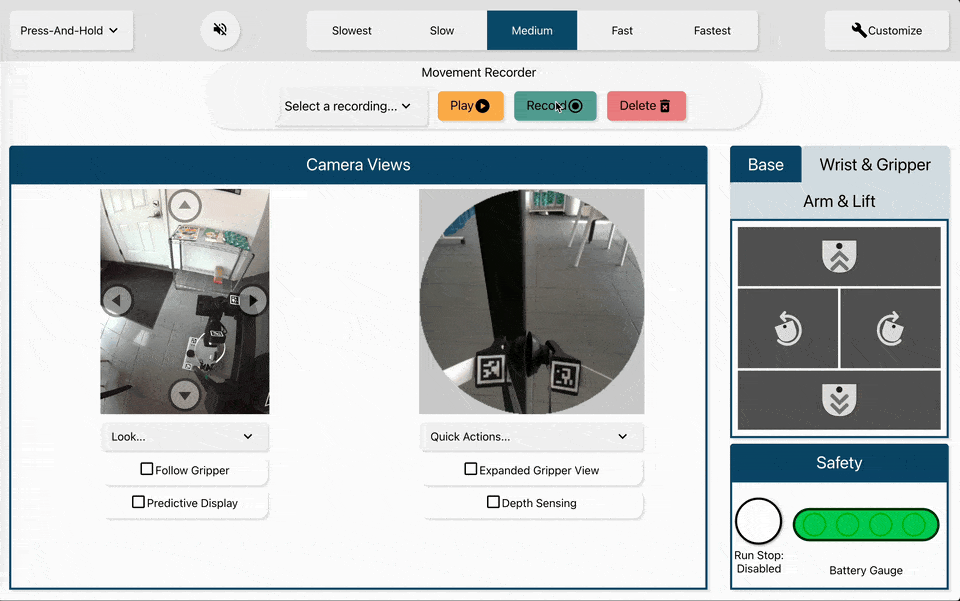 Press-And-Hold
Slowest
Slow
Medium
Fast
Fastest
Customize
Movement Recorder
Select a recording...
Play
Record
Delete
Camera Views
Look...
Follow Gripper
Predictive Display
Quick Actions...
Expanded Gripper View
Depth Sensing
Base
Wrist & Gripper
Arm & Lift
Safety
Run Stop:
Disabled
Battery Gauge